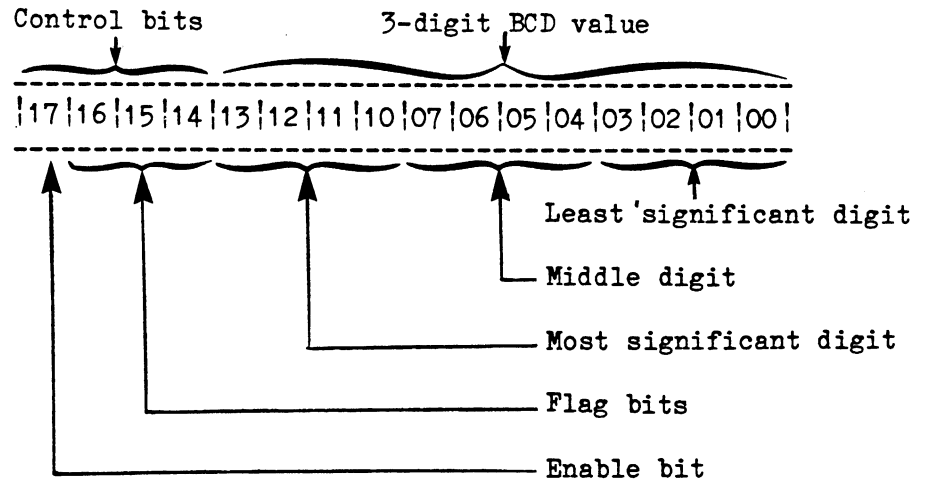 Control bits
3-digit BCD value
|17|16|15|14|13|12|11|10|07|06|05|04|03|02|01|00|
Least significant digit
Middle digit
Most significant digit
Flag bits
Enable bit